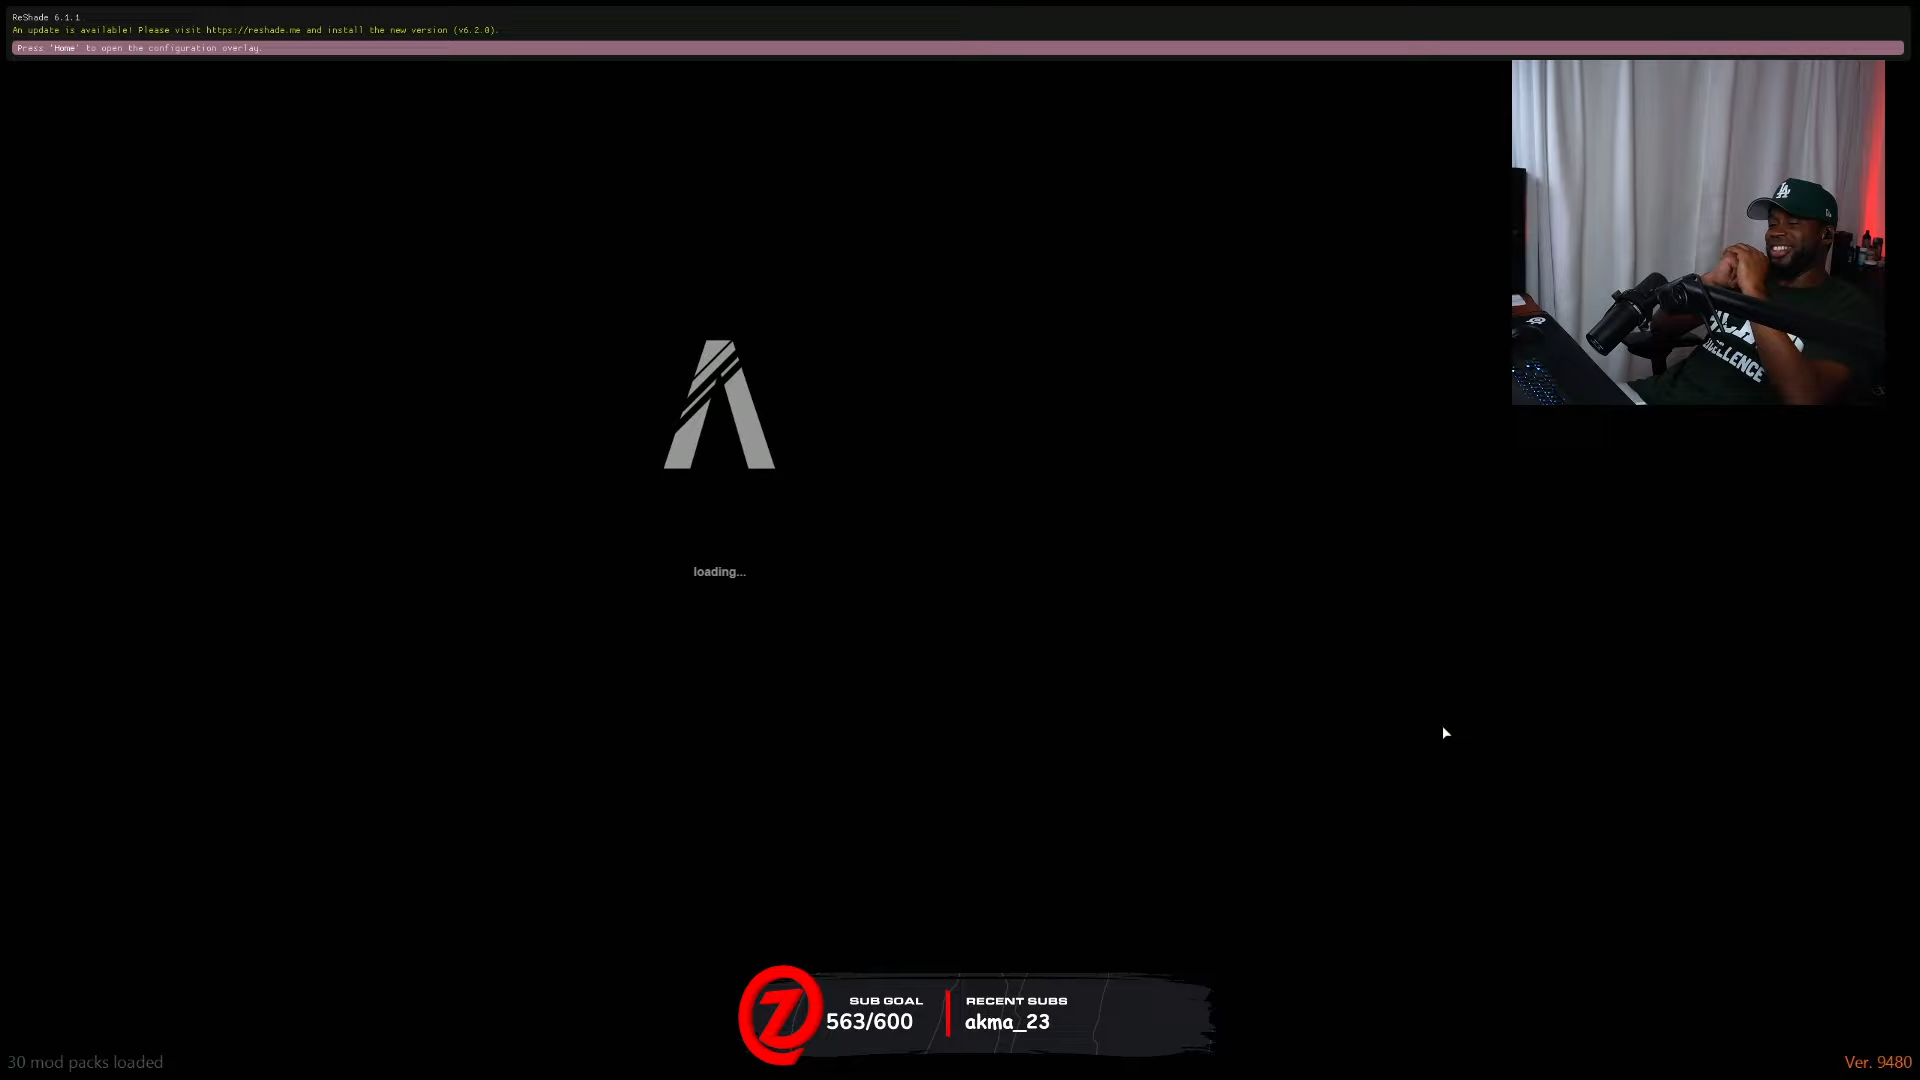 ReShade 6.1.1
An update is available! Please visit https://reshade.me and install the new version (v6.2.0).
Press 'Home' to open the configuration overlay.
LA
EXCELLENCE
loading...
SUB GOAL
563/600
RECENT SUBS
akma_23
30 mod packs loaded
Ver. 9480